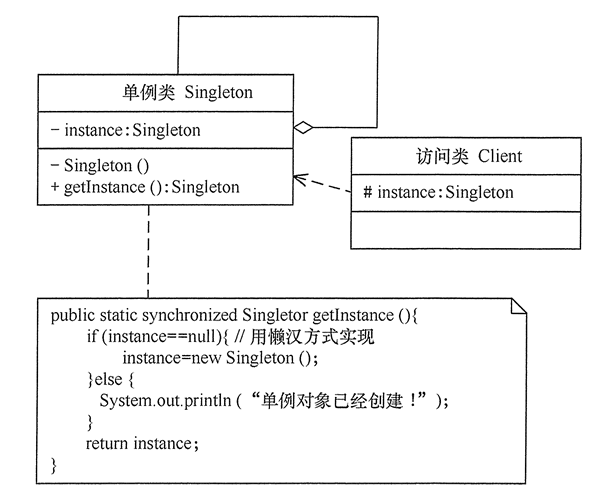 单例类 Singleton
- instance:Singleton
- Singleton()
+ getInstance():Singleton
访问类 Client
# instance:Singleton
public static synchronized Singletor getInstance(){
if (instance==null){ // 用懒汉方式实现
instance=new Singleton();
}else {
System.out.println(“单例对象已经创建！”);
}
return instance;
}